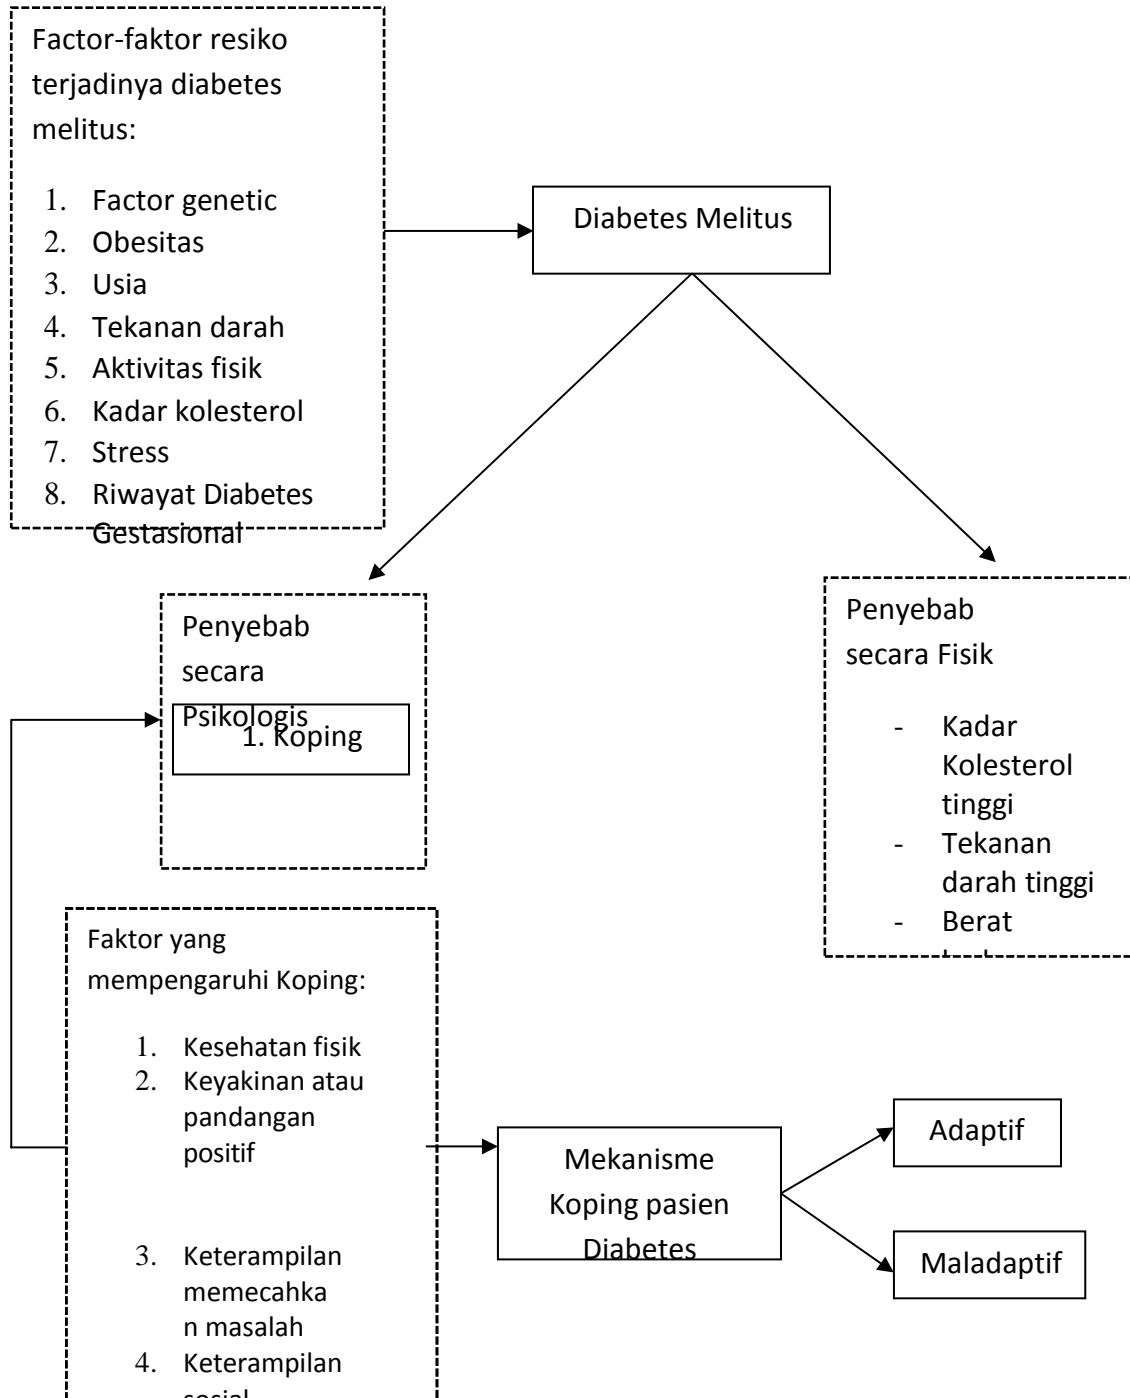 Factor-faktor resiko
terjadinya diabetes
melitus:
1. Factor genetic
2. Obesitas
3. Usia
4. Tekanan darah
5. Aktivitas fisik
6. Kadar kolesterol
7. Stress
8. Riwayat Diabetes
Gestasional
Diabetes Melitus
Penyebab
secara
Psikologis
1. Koping
Penyebab
secara Fisik
- Kadar
Kolesterol
tinggi
- Tekanan
darah tinggi
- Berat
Faktor yang
mempengaruhi Koping:
1. Kesehatan fisik
2. Keyakinan atau
pandangan
positif
3. Keterampilan
memecahka
n masalah
4. Keterampilan
sosial
Mekanisme
Koping pasien
Diabetes
Adaptif
Maladaptif